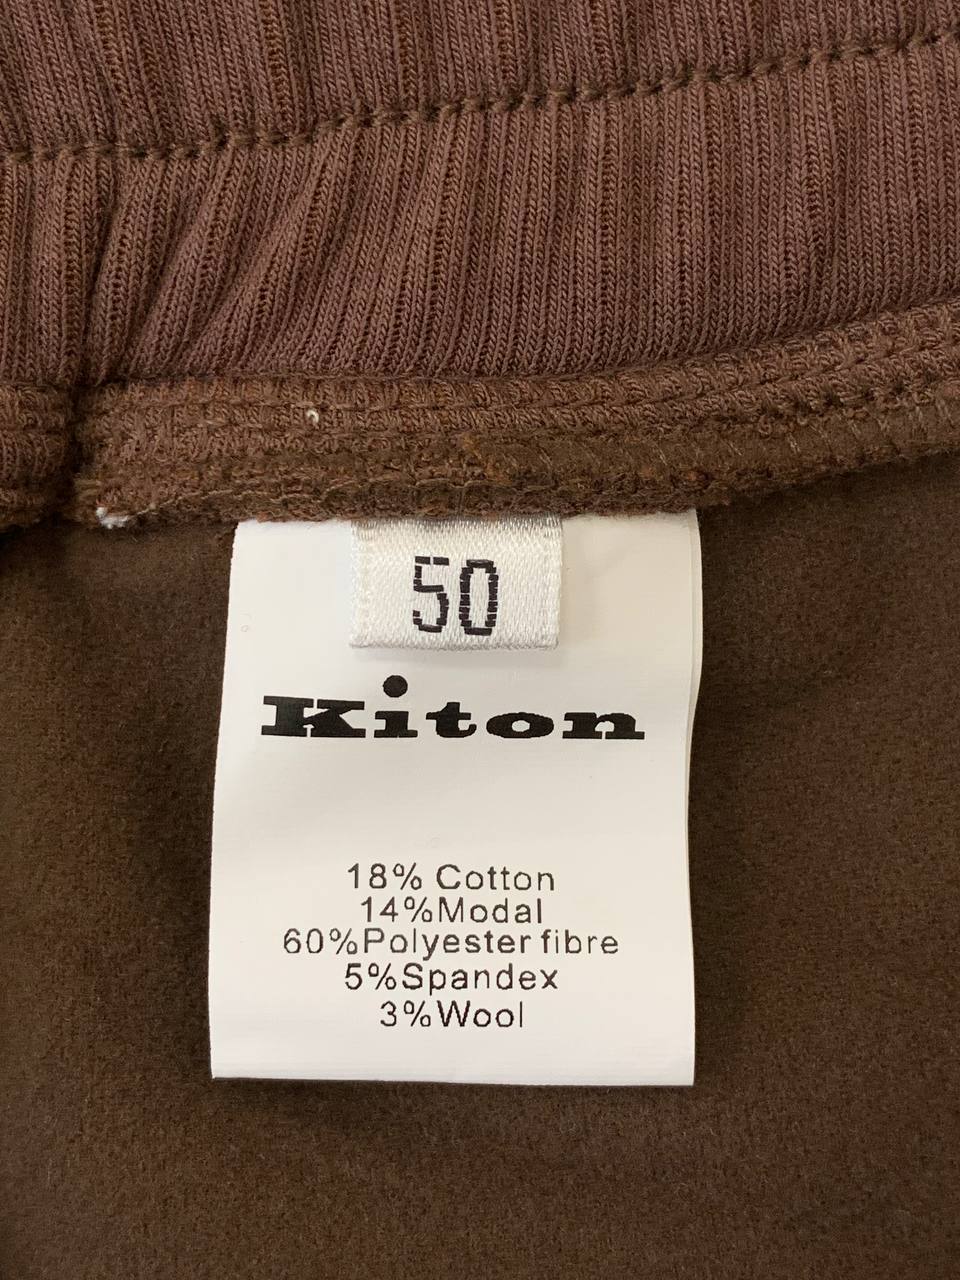 50
Kiton
18% Cotton
14%Modal
60%Polyester fibre
5%Spandex
3%Wool